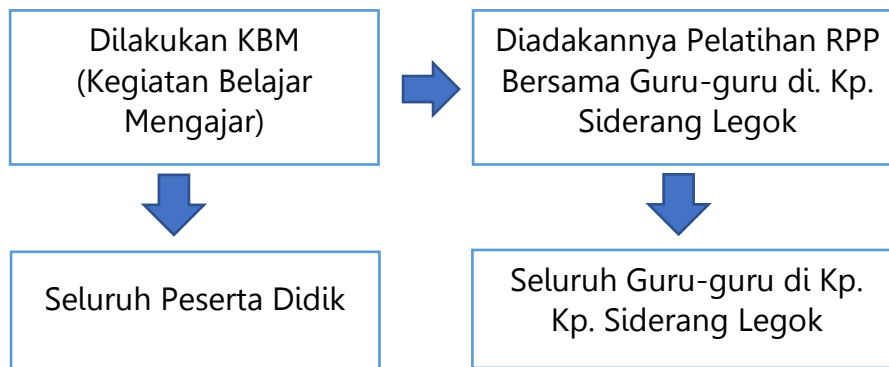 Dilakukan KBM
(Kegiatan Belajar
Mengajar)
Diadakannya Pelatihan RPP
Bersama Guru-guru di. Kp.
Siderang Legok
Seluruh Peserta Didik
Seluruh Guru-guru di Kp.
Kp. Siderang Legok